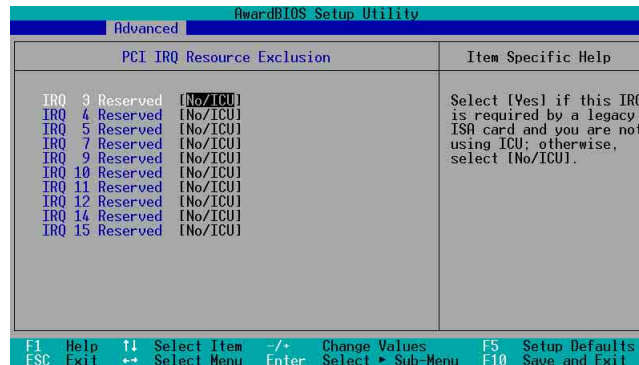 AwardBIOS Setup Utility
Advanced
PCI IRQ Resource Exclusion
IRQ 3 Reserved [No/ICU]
IRQ 4 Reserved [No/ICU]
IRQ 5 Reserved [No/ICU]
IRQ 7 Reserved [No/ICU]
IRQ 9 Reserved [No/ICU]
IRQ 10 Reserved [No/ICU]
IRQ 11 Reserved [No/ICU]
IRQ 12 Reserved [No/ICU]
IRQ 14 Reserved [No/ICU]
IRQ 15 Reserved [No/ICU]
Item Specific Help
Select [Yes] if this IRQ
is required by a legacy
ISA card and you are not
using ICU; otherwise,
select [No/ICU].
F1 Help ↑↓ Select Item -/+ Change Values F5 Setup Defaults
ESC Exit ←→ Select Menu Enter Select ► Sub-Menu F10 Save and Exit